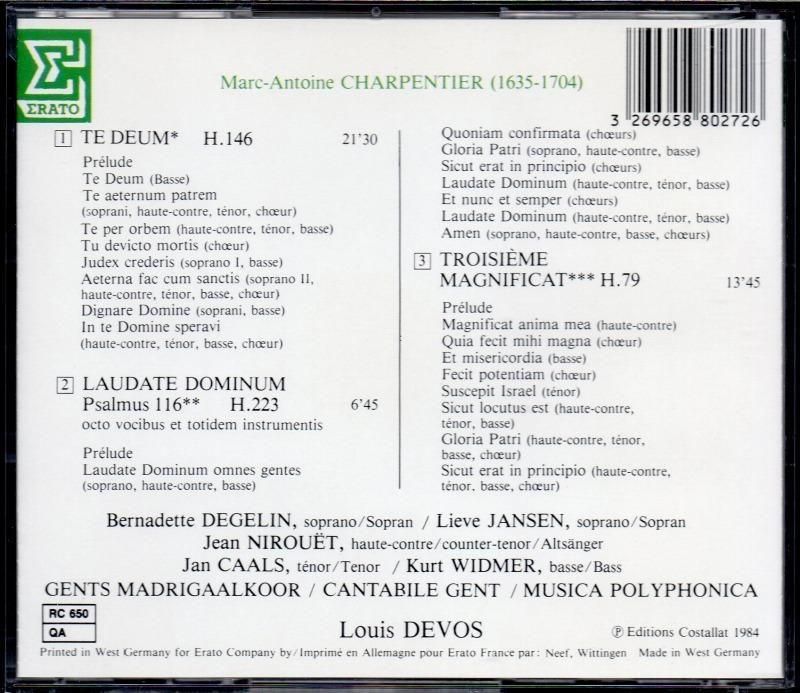 ΣRATO
Marc-Antoine CHARPENTIER (1635-1704)
3 269658 802726
1 TE DEUM* H.146 21'30
Prélude
Te Deum (Basse)
Te aeternum patrem
(soprani, haute-contre, ténor, chœur)
Te per orbem (haute-contre, ténor, basse)
Tu devicto mortis (chœur)
Judex crederis (soprano I, basse)
Aeterna fac cum sanctis (soprano II,
haute-contre, ténor, basse, chœur)
Dignare Domine (soprani, basse)
In te Domine speravi
(haute-contre, ténor, basse, chœur)
2 LAUDATE DOMINUM
Psalmus 116** H.223 6'45
octo vocibus et totidem instrumentis
Prélude
Laudate Dominum omnes gentes
(soprano, haute-contre, basse)
Quoniam confirmata (chœurs)
Gloria Patri (soprano, haute-contre, basse)
Sicut erat in principio (chœurs)
Laudate Dominum (haute-contre, ténor, basse)
Et nunc et semper (chœurs)
Laudate Dominum (haute-contre, ténor, basse)
Amen (soprano, haute-contre, basse, chœurs)
3 TROISIÈME
MAGNIFICAT*** H.79 13'45
Prélude
Magnificat anima mea (haute-contre)
Quia fecit mihi magna (chœur)
Et misericordia (basse)
Fecit potentiam (chœur)
Suscepit Israel (ténor)
Sicut locutus est (haute-contre,
ténor, basse)
Gloria Patri (haute-contre, ténor,
basse, chœur)
Sicut erat in principio (haute-contre,
ténor, basse, chœur)
Bernadette DEGELIN, soprano/Sopran / Lieve JANSEN, soprano/Sopran
Jean NIROUËT, haute-contre/counter-tenor/Altsänger
Jan CAALS, ténor/Tenor / Kurt WIDMER, basse/Bass
GENTS MADRIGAALKOOR / CANTABILE GENT / MUSICA POLYPHONICA
RC 650
QA
Louis DEVOS
℗ Editions Costallat 1984
Printed in West Germany for Erato Company by/Imprimé en Allemagne pour Erato France par: Neef, Wittingen Made in West Germany